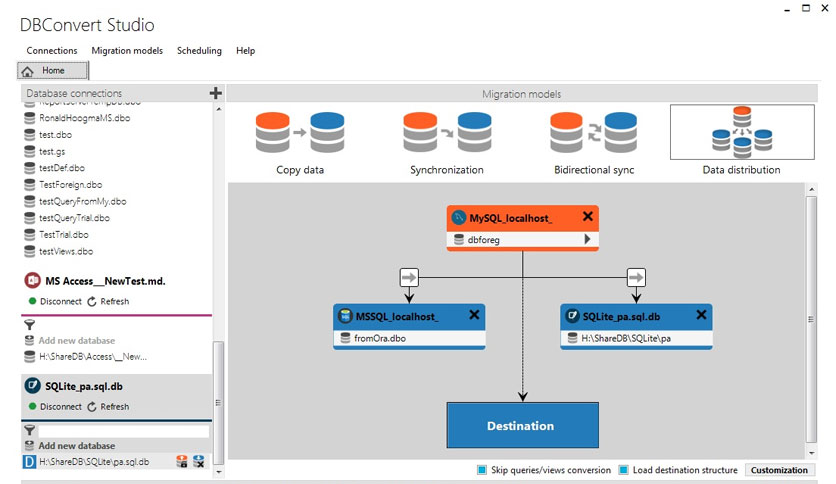 DBConvert Studio
Connections Migration models Scheduling Help
Home
Database connections
RonaldHoogmaMS.dbo
test.dbo
test.gs
testDef.dbo
TestForeign.dbo
testQueryFromMy.dbo
testQueryTrial.dbo
TestTrial.dbo
testViews.dbo
MS Access__NewTest.md.
Disconnect Refresh
Add new database
H:\ShareDB\Access\__New...
SQLite_pa.sql.db
Disconnect Refresh
Add new database
D H:\ShareDB\SQLite\pa.sql.db
Migration models
Copy data Synchronization Bidirectional sync Data distribution
MySQL_localhost_
dbforeg
MSSQL_localhost_ SQLite_pa.sql.db
fromOra.dbo H:\ShareDB\SQLite\pa
Destination
Skip queries/views conversion Load destination structure Customization